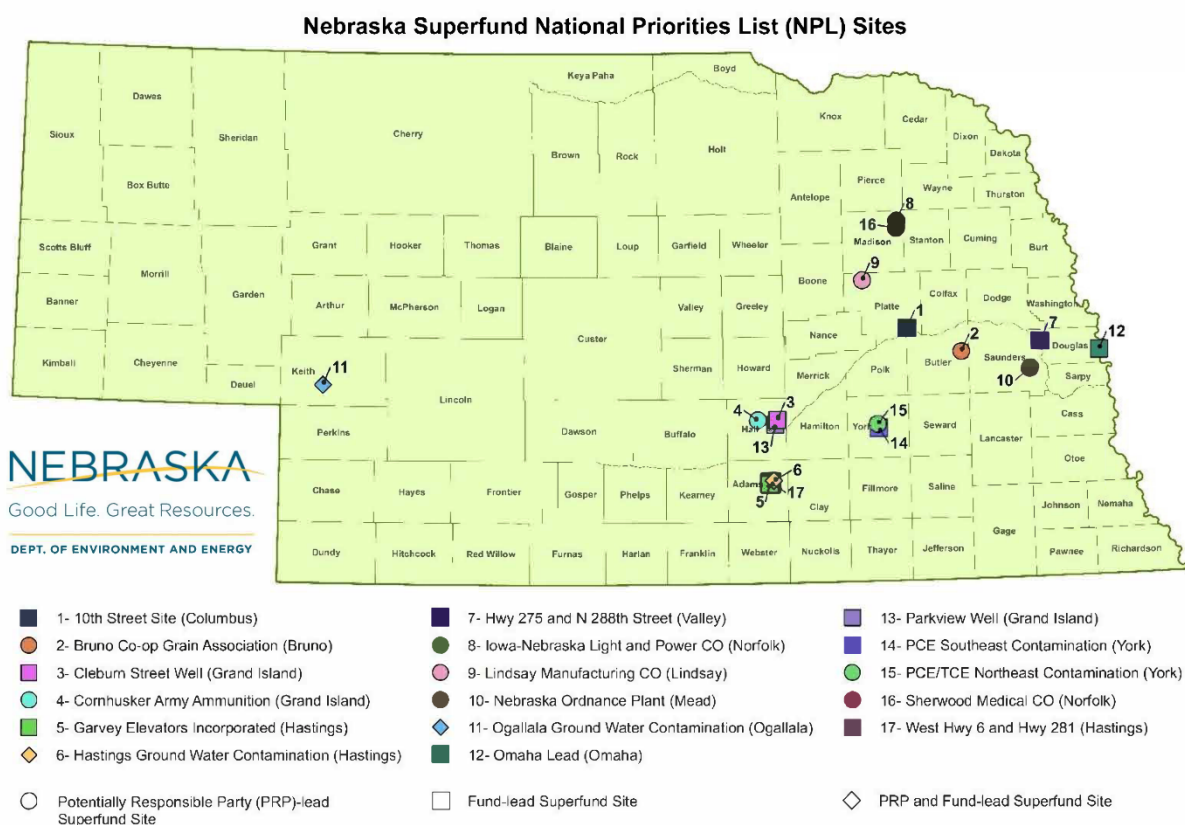 Nebraska Superfund National Priorities List (NPL) Sites
Boyd
Keya Paha
Dawes
Knox
Cedar
Sioux
Sheridan
Cherry
Dixon
Holt
Brown
Rock
Dakota
Box Butte
Pierce
Wayne
Antelope
Thurston
8
16
Madison
Stanton
Cuming
Scotts Bluff
Grant
Hooker
Thomas
Blaine
Loup
Garfield
Wheeler
Burt
Morrill
9
Boone
Garden
Banner
Arthur
McPherson
Logan
Valley
Greeley
Platte
Colfax
Dodge
Washington
1
7
12
Nance
2
Custer
Douglas
Kimball
Cheyenne
Keith
11
Butler
Saunders
Sherman
Howard
Merrick
Polk
10
Sarpy
Deuel
Lincoln
3
4
15
Cass
Perkins
Dawson
Buffalo
Hall
Hamilton
York
Seward
13
14
Lancaster
NEBRASKA
Good Life. Great Resources.
DEPT. OF ENVIRONMENT AND ENERGY
Otoe
6
Adams
Chase
Hayes
Frontier
Gosper
Phelps
Kearney
17
5
Clay
Fillmore
Saline
Johnson
Nemaha
Gage
Dundy
Hitchcock
Red Willow
Furnas
Harlan
Franklin
Webster
Nuckolls
Thayer
Jefferson
Pawnee
Richardson
1- 10th Street Site (Columbus)
2- Bruno Co-op Grain Association (Bruno)
3- Cleburn Street Well (Grand Island)
4- Cornhusker Army Ammunition (Grand Island)
5- Garvey Elevators Incorporated (Hastings)
6- Hastings Ground Water Contamination (Hastings)
7- Hwy 275 and N 288th Street (Valley)
8- Iowa-Nebraska Light and Power CO (Norfolk)
9- Lindsay Manufacturing CO (Lindsay)
10- Nebraska Ordnance Plant (Mead)
11- Ogallala Ground Water Contamination (Ogallala)
12- Omaha Lead (Omaha)
13- Parkview Well (Grand Island)
14- PCE Southeast Contamination (York)
15- PCE/TCE Northeast Contamination (York)
16- Sherwood Medical CO (Norfolk)
17- West Hwy 6 and Hwy 281 (Hastings)
Potentially Responsible Party (PRP)-lead
Superfund Site
Fund-lead Superfund Site
PRP and Fund-lead Superfund Site